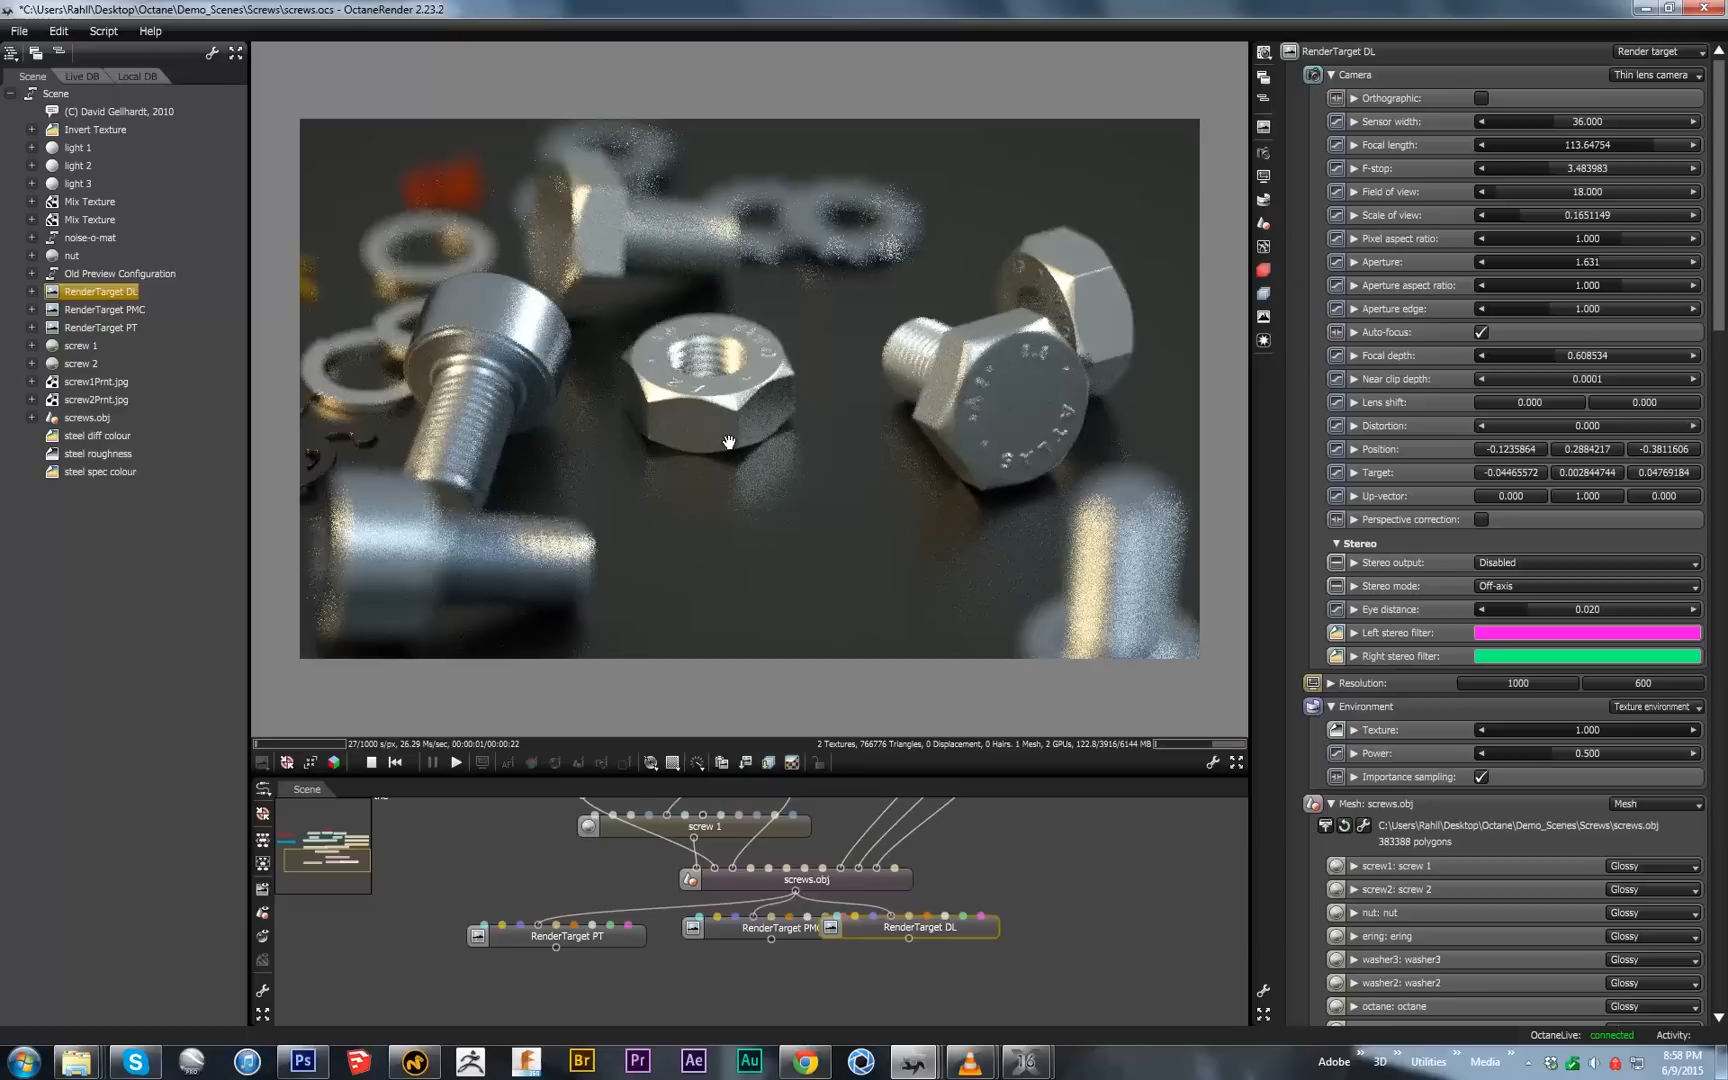 *C:\Users\Rahll\Desktop\Octane\Demo_Scenes\Screws\screws.ocs - OctaneRender 2.23.2
File Edit Script Help
Scene Live DB Local DB
Scene
(C) David Gellhardt, 2010
Invert Texture
light 1
light 2
light 3
Mix Texture
Mix Texture
noise-o-mat
nut
Old Preview Configuration
RenderTarget DL
RenderTarget PMC
RenderTarget PT
screw 1
screw 2
screw1Prnt.jpg
screw2Prnt.jpg
screws.obj
steel diff colour
steel roughness
steel spec colour
27/1000 s/px, 26.29 Ms/sec, 00:00:01/00:00:22
2 Textures, 766776 Triangles, 0 Displacement, 0 Hairs. 1 Mesh, 2 GPUs, 122.8/3916/6144 MB
Scene
screw 1
screws.obj
RenderTarget PT
RenderTarget PMC
RenderTarget DL
RenderTarget DL Render target
Camera Thin lens camera
Orthographic:
Sensor width: 36.000
Focal length: 113.64754
F-stop: 3.483983
Field of view: 18.000
Scale of view: 0.1651149
Pixel aspect ratio: 1.000
Aperture: 1.631
Aperture aspect ratio: 1.000
Aperture edge: 1.000
Auto-focus:
Focal depth: 0.608534
Near clip depth: 0.0001
Lens shift: 0.000 0.000
Distortion: 0.000
Position: -0.1235864 0.2884217 -0.3811606
Target: -0.04465572 0.002844744 0.04769184
Up-vector: 0.000 1.000 0.000
Perspective correction:
Stereo
Stereo output: Disabled
Stereo mode: Off-axis
Eye distance: 0.020
Left stereo filter:
Right stereo filter:
Resolution: 1000 600
Environment Texture environment
Texture: 1.000
Power: 0.500
Importance sampling:
Mesh: screws.obj Mesh
C:\Users\Rahll\Desktop\Octane\Demo_Scenes\Screws\screws.obj
383388 polygons
screw1: screw 1 Glossy
screw2: screw 2 Glossy
nut: nut Glossy
ering: ering Glossy
washer3: washer3 Glossy
washer2: washer2 Glossy
octane: octane Glossy
OctaneLive: connected Activity:
Ps Br Pr Ae Au
Adobe » 3D » Utilities » Media »
8:58 PM
6/9/2015